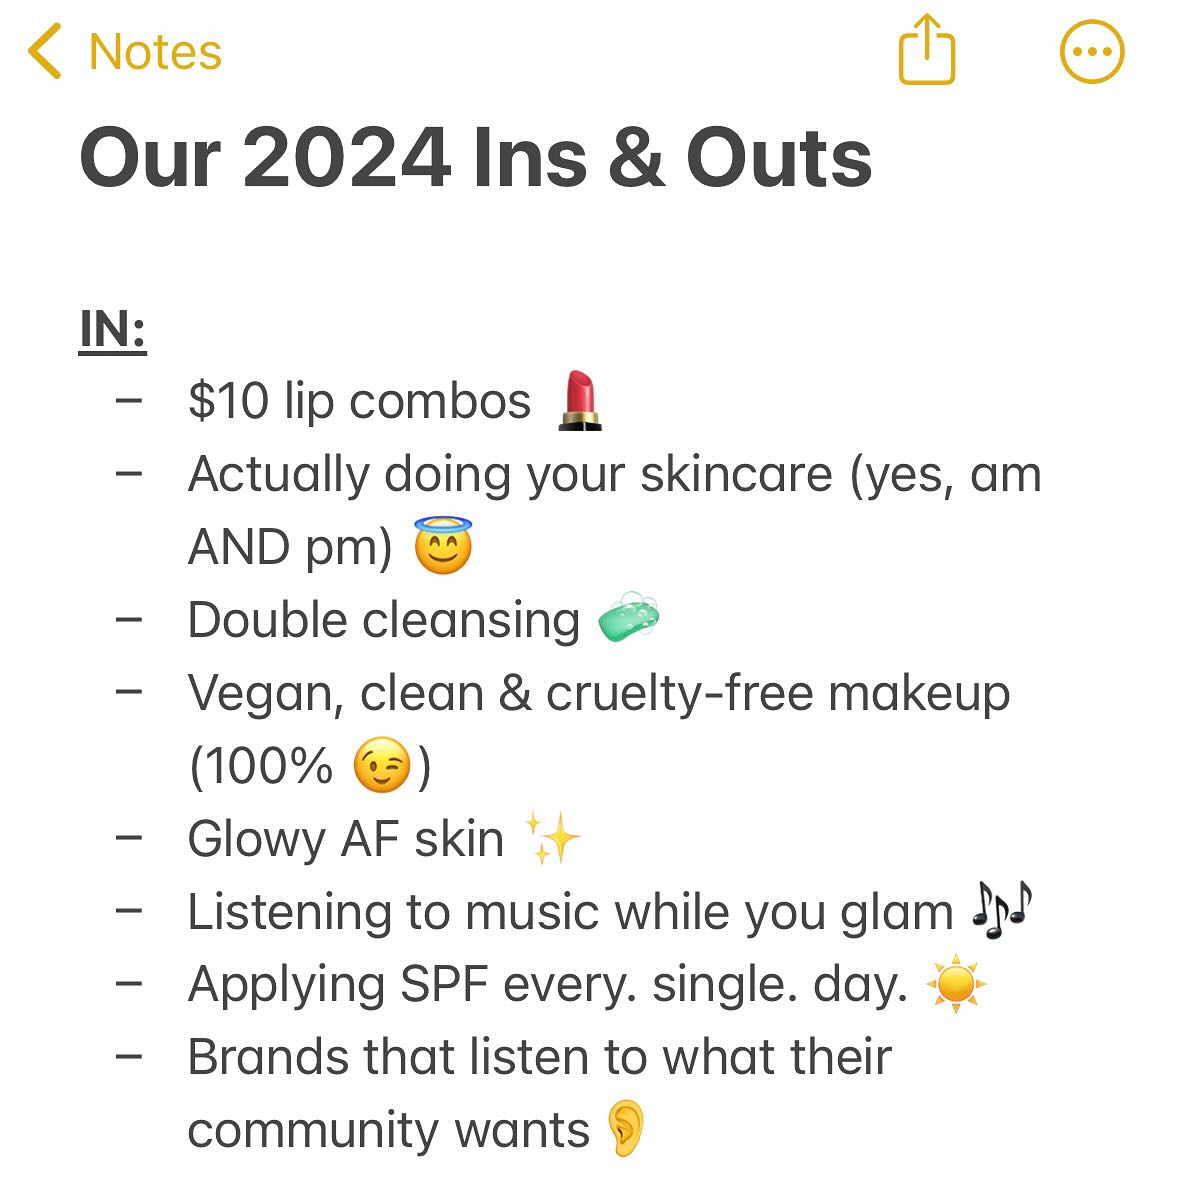 Notes
Our 2024 Ins & Outs
IN:
– $10 lip combos 💄
– Actually doing your skincare (yes, am
AND pm) 😇
– Double cleansing 🧼
– Vegan, clean & cruelty-free makeup
(100% 😉)
– Glowy AF skin ✨
– Listening to music while you glam 🎶
– Applying SPF every. single. day. ☀️
– Brands that listen to what their
community wants 👂